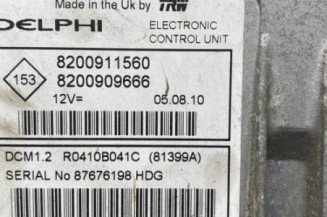 Made in the Uk by TRW
DELPHI ELECTRONIC
CONTROL UNIT
153
8200911560
8200909666
12V= 05.08.10
DCM1.2 R0410B041C (81399A)
SERIAL No 87676198 HDG